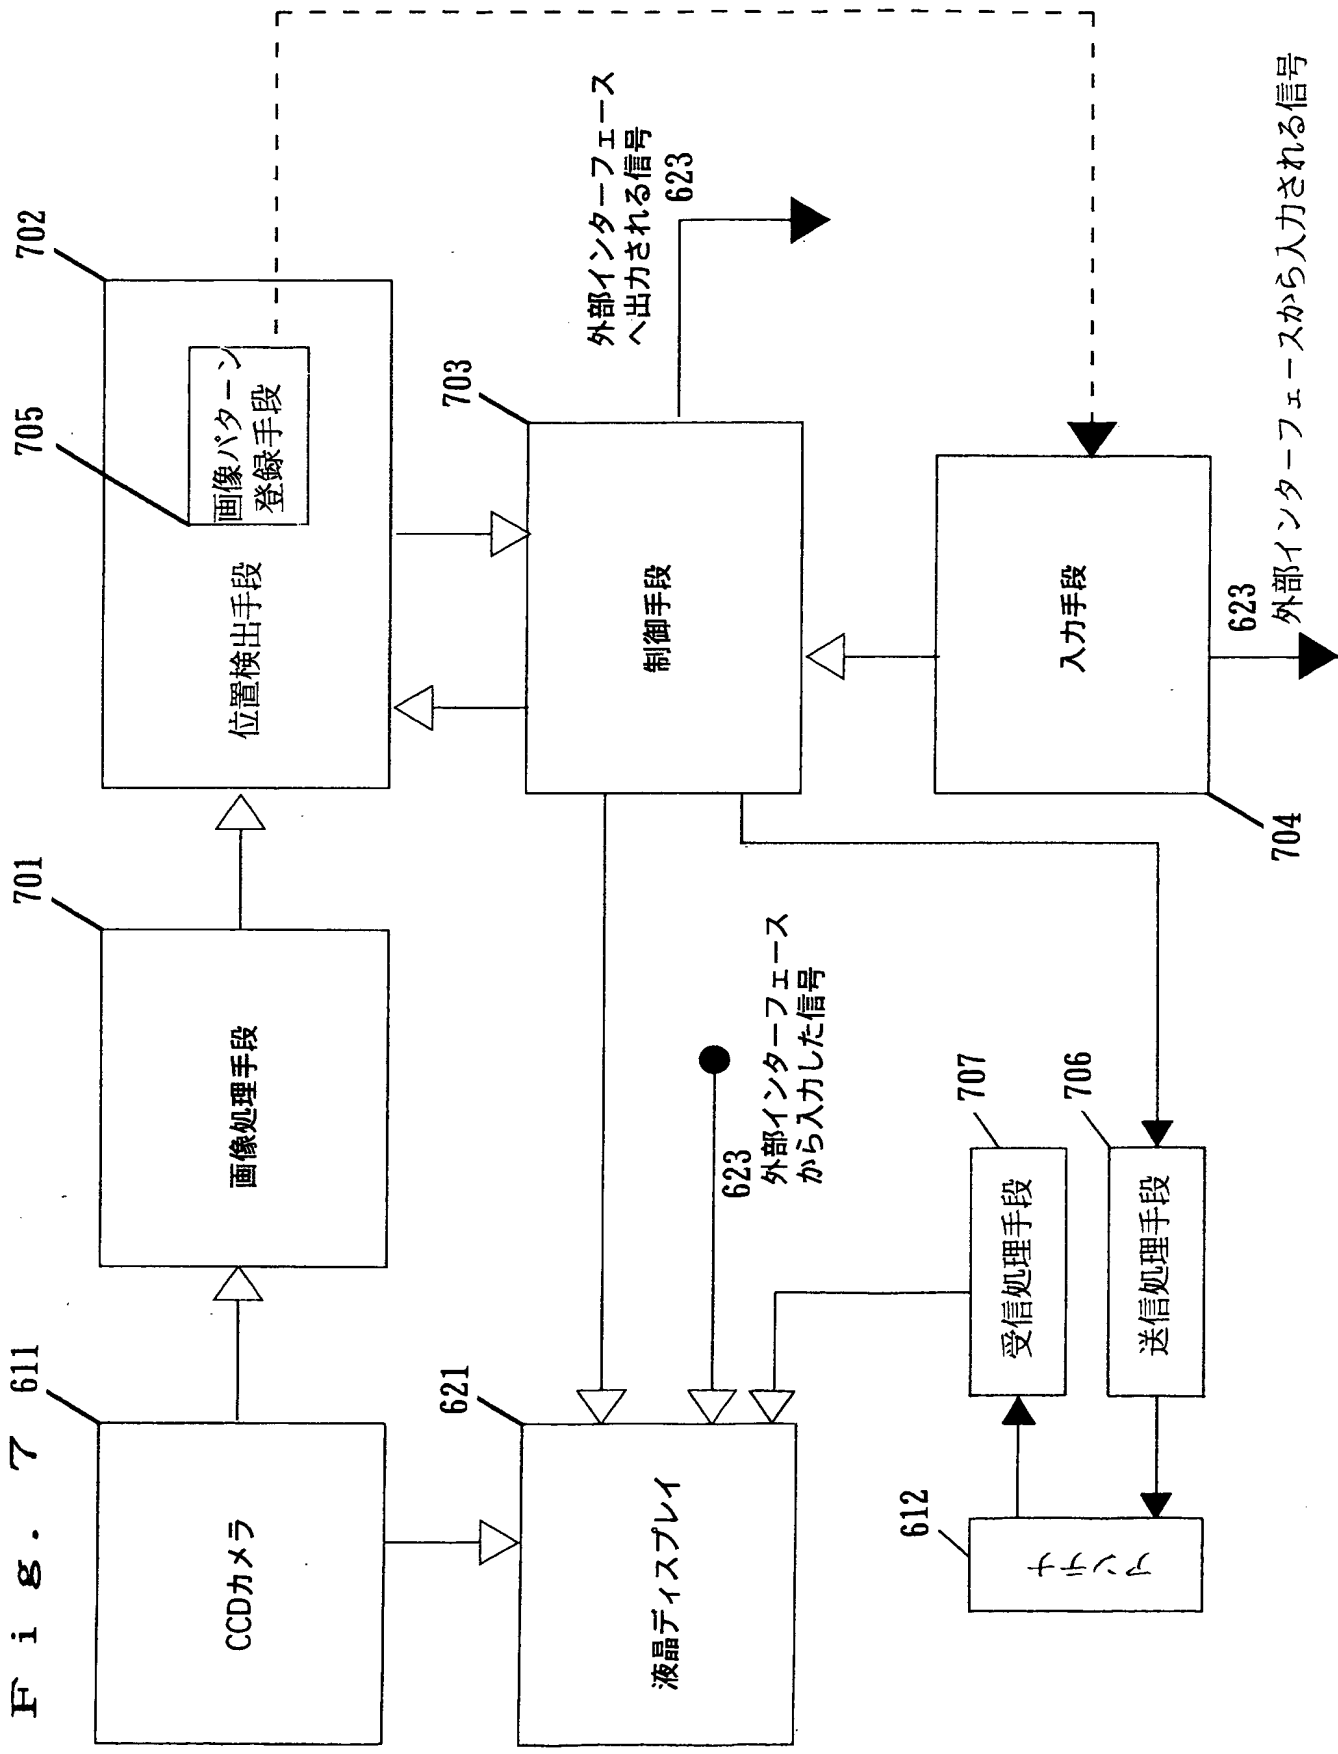 Fig. 7
611
CCDカメラ
701
画像処理手段
702
位置検出手段
705
画像パターン
登録手段
621
液晶ディスプレイ
703
制御手段
外部インターフェース
へ出力される信号
623
623
外部インターフェース
から入力した信号
612
アンテナ
707
受信処理手段
706
送信処理手段
704
入力手段
623
外部インターフェースから入力される信号